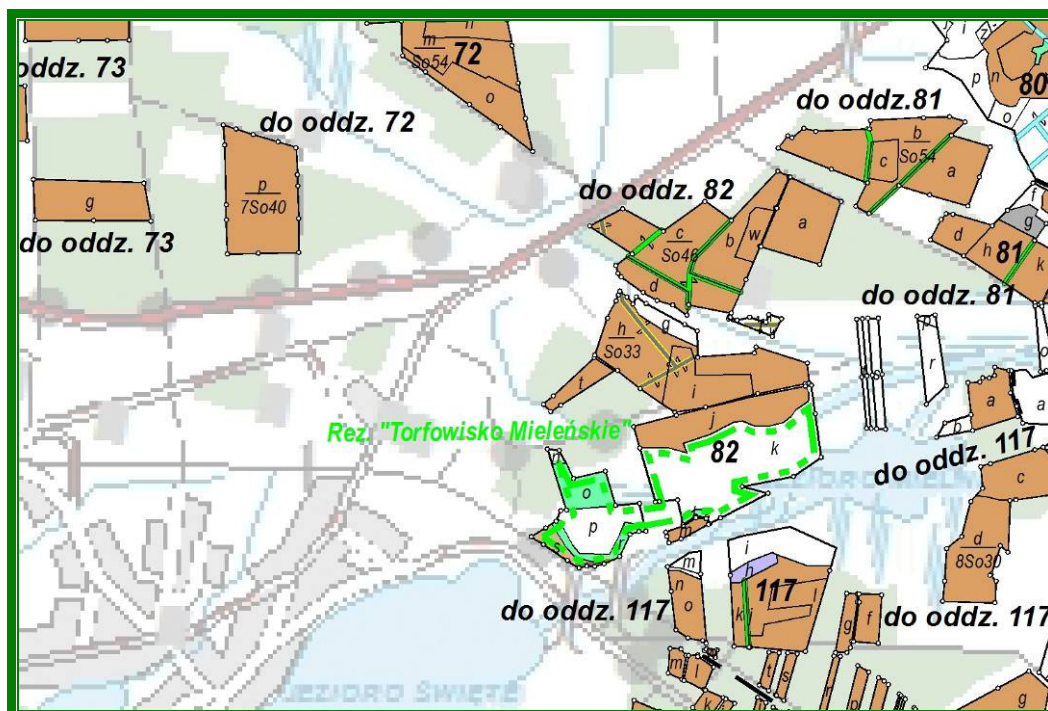 n
m
So54
72
o
oddz. 73
do oddz. 72
p
7So40
g
do oddz. 73
i
z
p
n
80
o
do oddz.81
b
So54
c
a
do oddz. 82
c
So46
b
w
a
d
f
g
d
h
81
k
do oddz. 81
g
h
So33
t
i
s
p
r
o
a
b
a
j
Rez. "Torfowisko Mieleńskie"
82
k
do oddz. 117
n
o
p
s
m
c
d
8So30
i
m
h
n
117
l
do oddz. 117
o
k
j
g
f
do oddz. 117
m
l
t
s
r
p
k
g
JEZIORO ŚWIĘTE